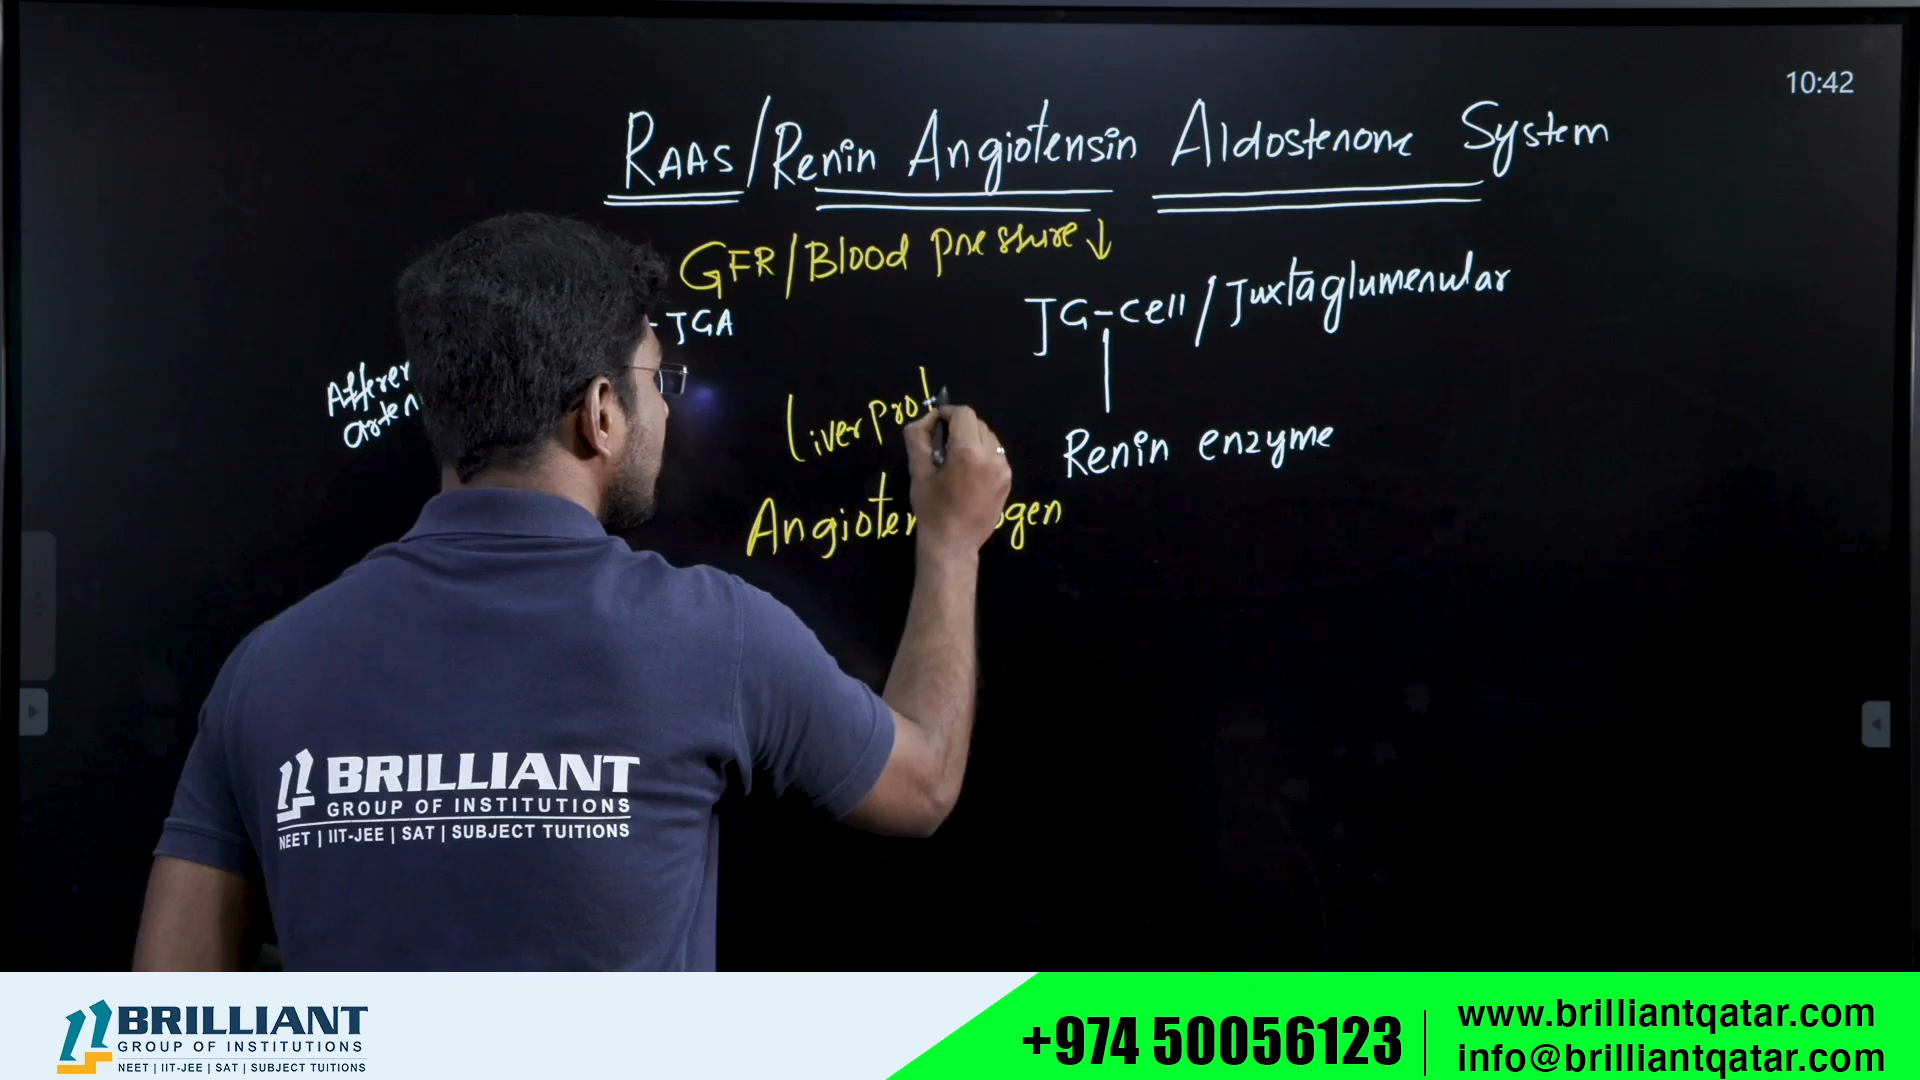 10:42
RAAS/Renin Angiotensin Aldostenone System
GFR/Blood pressure↓
JG-cell/Juxtaglumenular
-JGA
Liver prot
Renin enzyme
BRILLIANT
GROUP OF INSTITUTIONS
NEET | IIT-JEE | SAT | SUBJECT TUITIONS
BRILLIANT
GROUP OF INSTITUTIONS
NEET | IIT-JEE | SAT | SUBJECT TUITIONS
+974 50056123
www.brilliantqatar.com
info@brilliantqatar.com